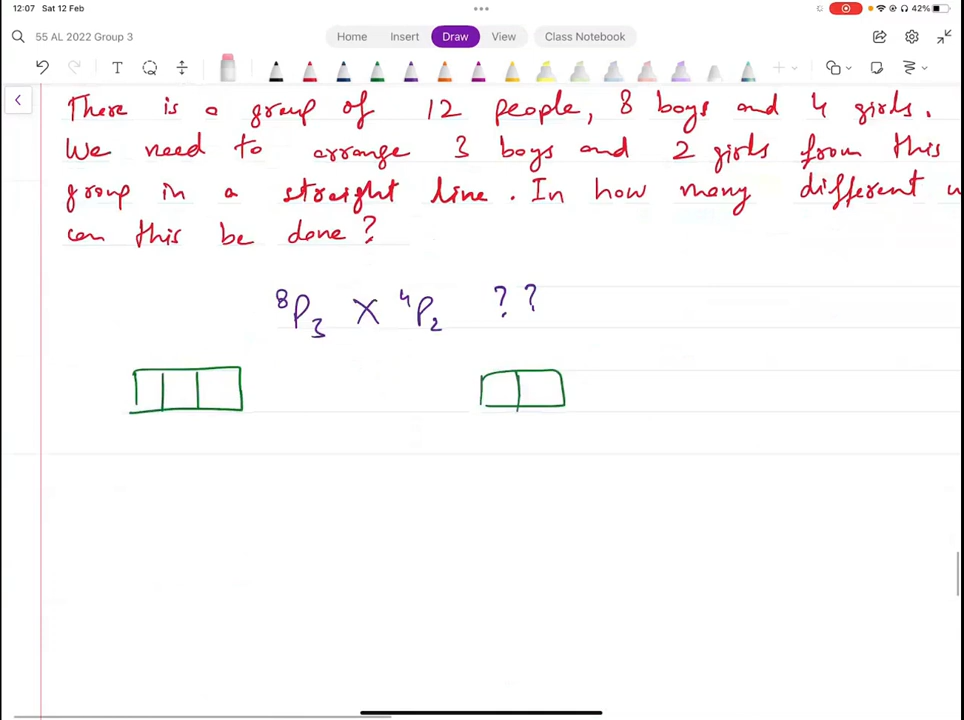 12:07 Sat 12 Feb
42%
55 AL 2022 Group 3
Home Insert Draw View Class Notebook
There is a group of 12 people, 8 boys and 4 girls.
We need to arrange 3 boys and 2 girls from this
group in a straight line. In how many different w
can this be done?
⁸P₃ X ⁴P₂ ??